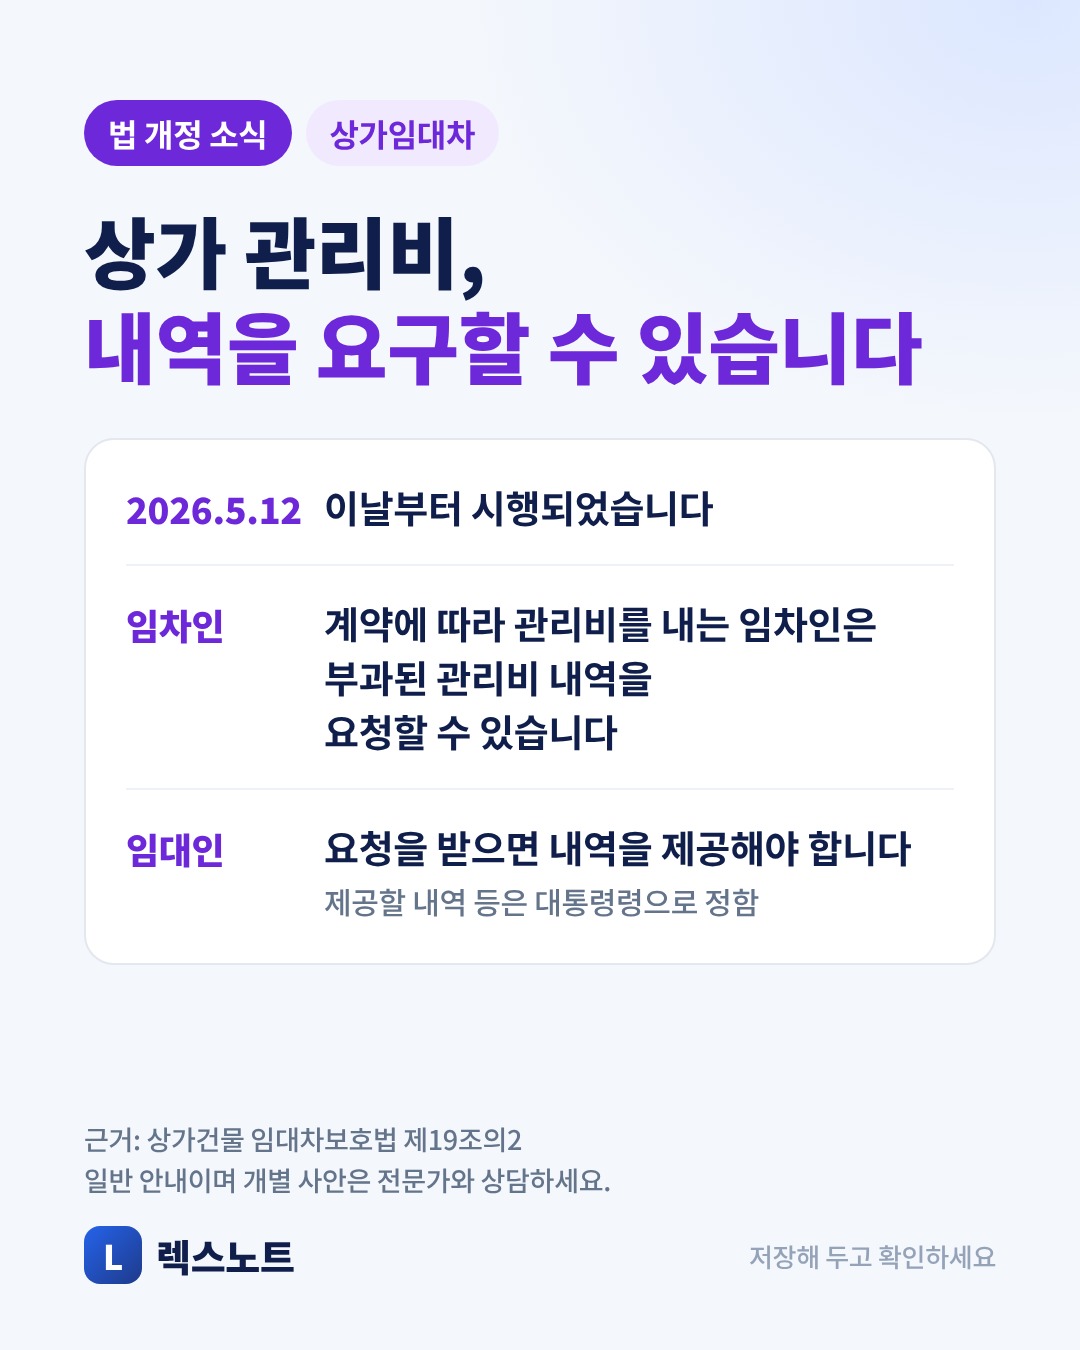 법 개정 소식 상가임대차
상가 관리비,
내역을 요구할 수 있습니다
2026.5.12 이날부터 시행되었습니다
임차인 계약에 따라 관리비를 내는 임차인은
부과된 관리비 내역을
요청할 수 있습니다
임대인 요청을 받으면 내역을 제공해야 합니다
제공할 내역 등은 대통령령으로 정함
근거: 상가건물 임대차보호법 제19조의2
일반 안내이며 개별 사안은 전문가와 상담하세요.
L 렉스노트 저장해 두고 확인하세요